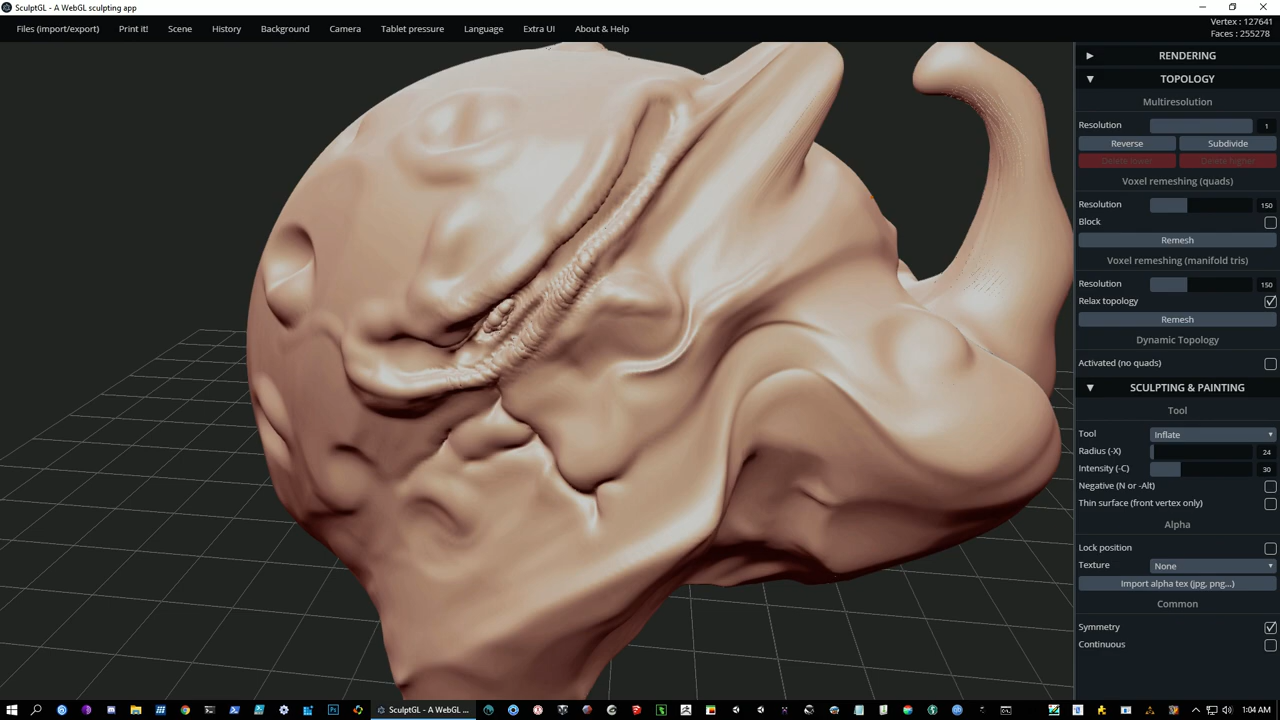 SculptGL - A WebGL sculpting app
Files (import/export) Print it! Scene History Background Camera Tablet pressure Language Extra UI About & Help
Vertex : 127641
Faces : 255278
RENDERING
TOPOLOGY
Multiresolution
Resolution 1
Reverse Subdivide
Delete lower Delete higher
Voxel remeshing (quads)
Resolution 150
Block
Remesh
Voxel remeshing (manifold tris)
Resolution 150
Relax topology
Remesh
Dynamic Topology
Activated (no quads)
SCULPTING & PAINTING
Tool
Tool Inflate
Radius (-X) 24
Intensity (-C) 30
Negative (N or -Alt)
Thin surface (front vertex only)
Alpha
Lock position
Texture None
Import alpha tex (jpg, png...)
Common
Symmetry
Continuous
SculptGL - A WebGL ...
1:04 AM